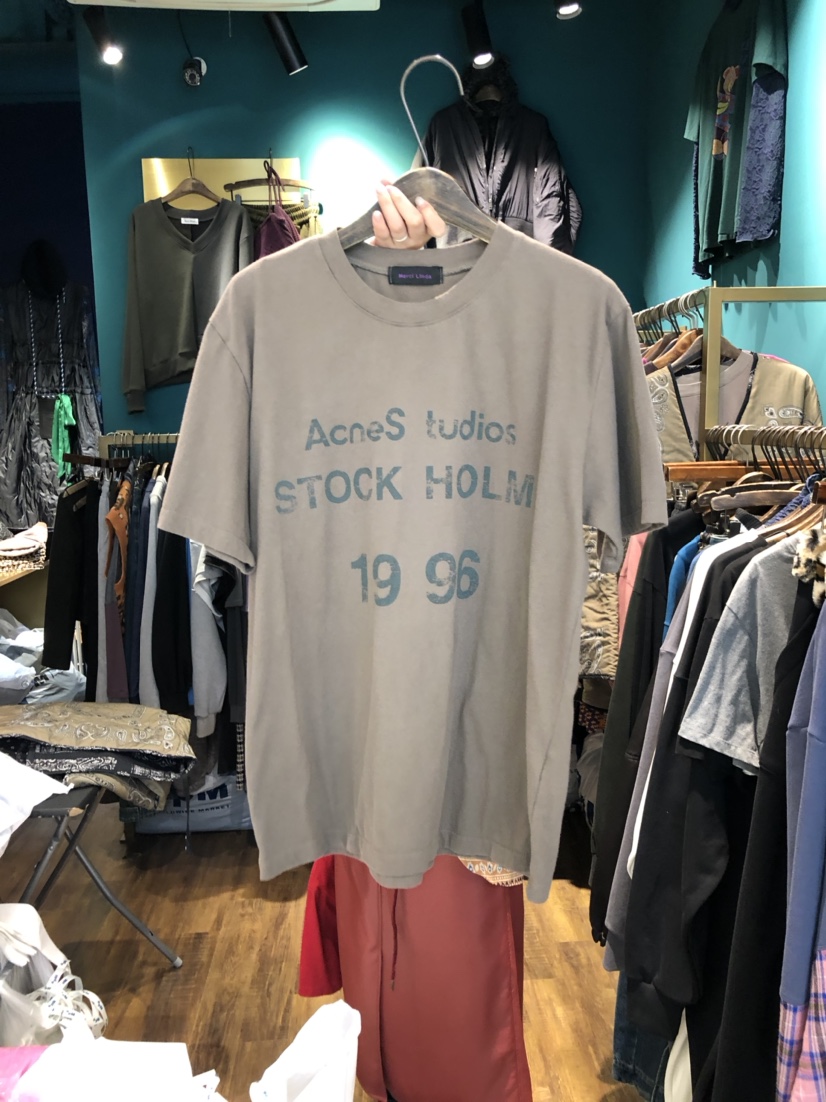 AcneS tudios
STOCK HOLM
19 96